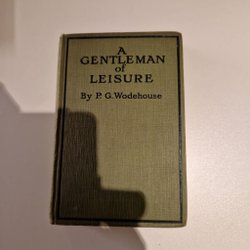 A
GENTLEMAN
of
LEISURE
By P. G. Wodehouse